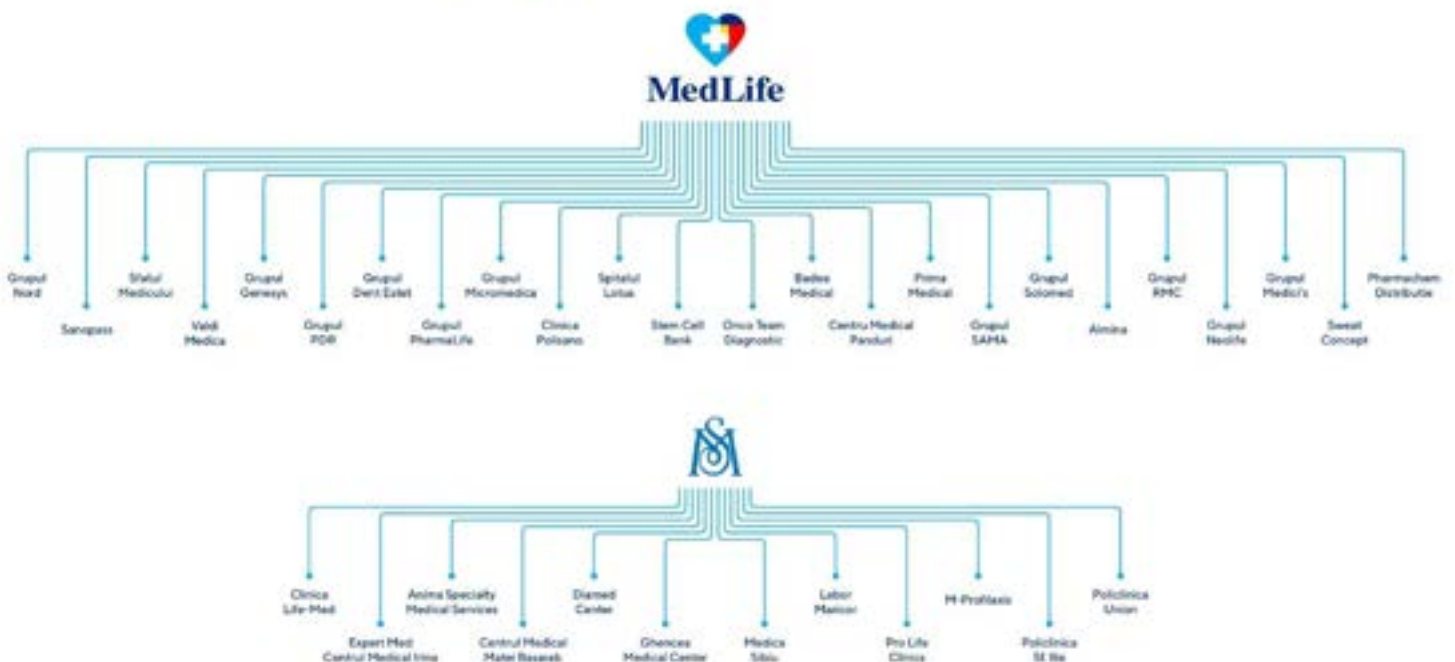 MedLife
Grupul
Nord
Sanopass
Sfatul
Medicului
Valdi
Medica
Grupul
Genesys
Grupul
PDR
Grupul
Dent Estet
Grupul
PharmaLife
Grupul
Micromedica
Clinica
Polisano
Spitalul
Lotus
Stem Cell
Bank
Onco Team
Diagnostic
Badea
Medical
Centru Medical
Panduri
Prima
Medical
Grupul
SAMA
Grupul
Solomed
Almina
Grupul
RMC
Grupul
Neolife
Grupul
Medici's
Sweat
Concept
Pharmachem
Distributie
SM
Clinica
Life-Med
Expert Med
Centrul Medical Irina
Anima Specialty
Medical Services
Centrul Medical
Matei Basarab
Diamed
Center
Ghencea
Medical Center
Medica
Sibiu
Labor
Maricor
Pro Life
Clinics
M-Profilaxis
Policlinica
Sf. Ilie
Policlinica
Union